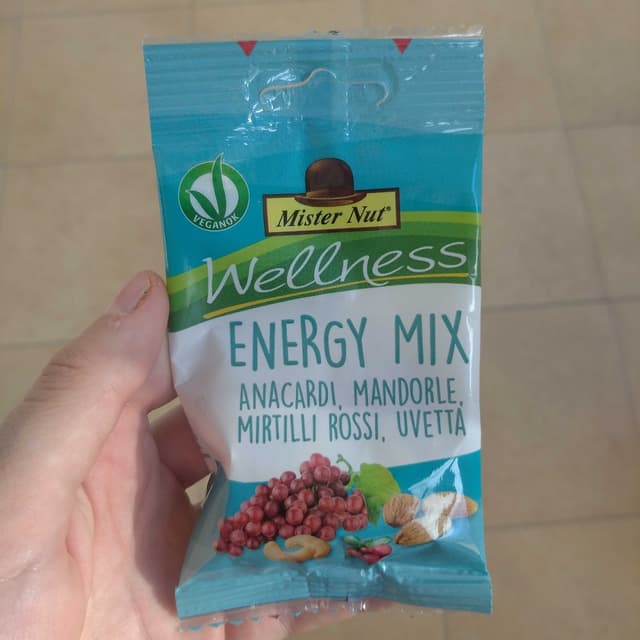 VEGANOK
Mister Nut®
Wellness
ENERGY MIX
ANACARDI, MANDORLE,
MIRTILLI ROSSI, UVETTA